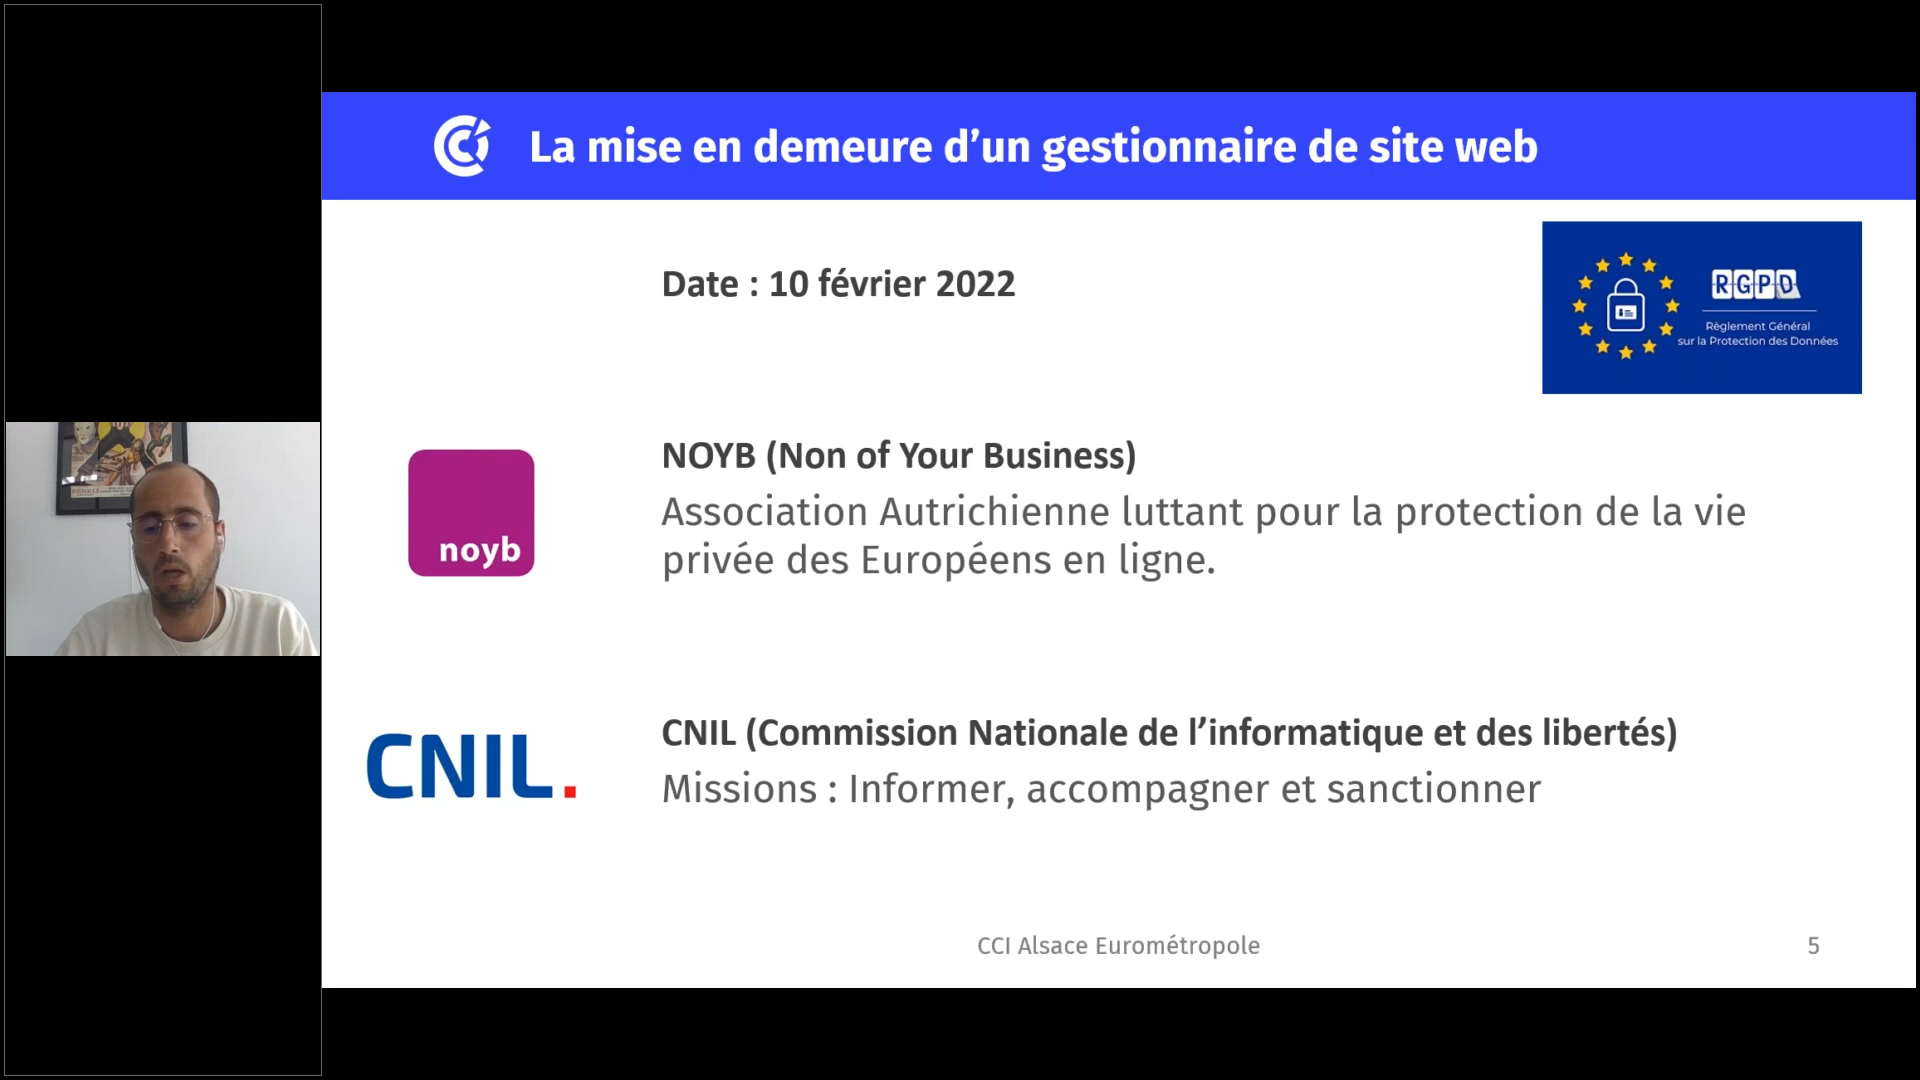 La mise en demeure d’un gestionnaire de site web
Date : 10 février 2022
RGPD
Règlement Général
sur la Protection des Données
NOYB (Non of Your Business)
Association Autrichienne luttant pour la protection de la vie
privée des Européens en ligne.
noyb
CNIL (Commission Nationale de l’informatique et des libertés)
Missions : Informer, accompagner et sanctionner
CNIL.
CCI Alsace Eurométropole
5